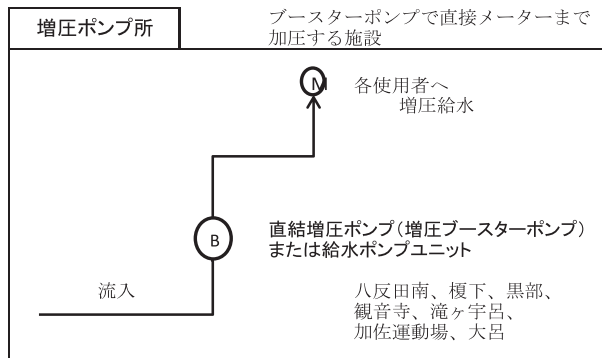 増圧ポンプ所
ブースターポンプで直接メーターまで
加圧する施設
M
各使用者へ
増圧給水
B
直結増圧ポンプ（増圧ブースターポンプ）
または給水ポンプユニット
流入
八反田南、榎下、黒部、
観音寺、滝ヶ宇呂、
加佐運動場、大呂